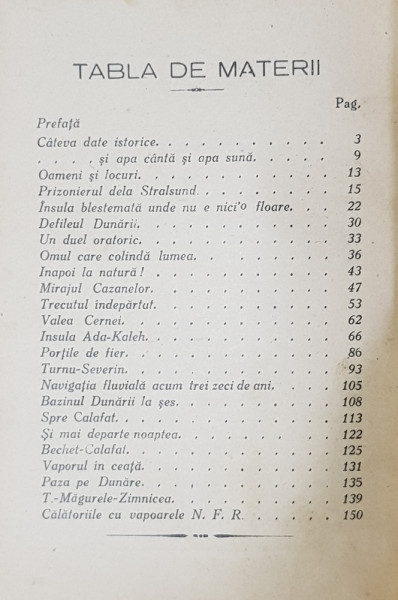 TABLA DE MATERII
Pag.
Prefață
Câteva date istorice. . . . . . . . . . . 3
. . . . și apa cântă și apa sună. . . . . 9
Oameni și locuri. . . . . . . . . . . . 13
Prizonierul dela Stralsund. . . . . . . . 15
Insula blestemată unde nu e nici'o floare. . . 22
Defileul Dunării. . . . . . . . . . . . 30
Un duel oratoric. . . . . . . . . . . . 33
Omul care colindă lumea. . . . . . . . . 36
Inapoi la natură! . . . . . . . . . . . 43
Mirajul Cazanelor. . . . . . . . . . . 47
Trecutul îndepărtat. . . . . . . . . . . 53
Valea Cernei. . . . . . . . . . . . . 62
Insula Ada-Kaleh. . . . . . . . . . . . 66
Porțile de fier. . . . . . . . . . . . 86
Turnu-Severin. . . . . . . . . . . . . 93
Navigația fluvială acum trei zeci de ani. . . . 105
Bazinul Dunării la șes. . . . . . . . . . 108
Spre Calafat. . . . . . . . . . . . . 113
Și mai departe noaptea. . . . . . . . . 122
Bechet-Calafat. . . . . . . . . . . . 125
Vaporul în ceață. . . . . . . . . . . . 131
Paza pe Dunăre. . . . . . . . . . . . 135
T.-Măgurele-Zimnicea. . . . . . . . . . 139
Călătoriile cu vapoarele N. F. R. . . . . . 150